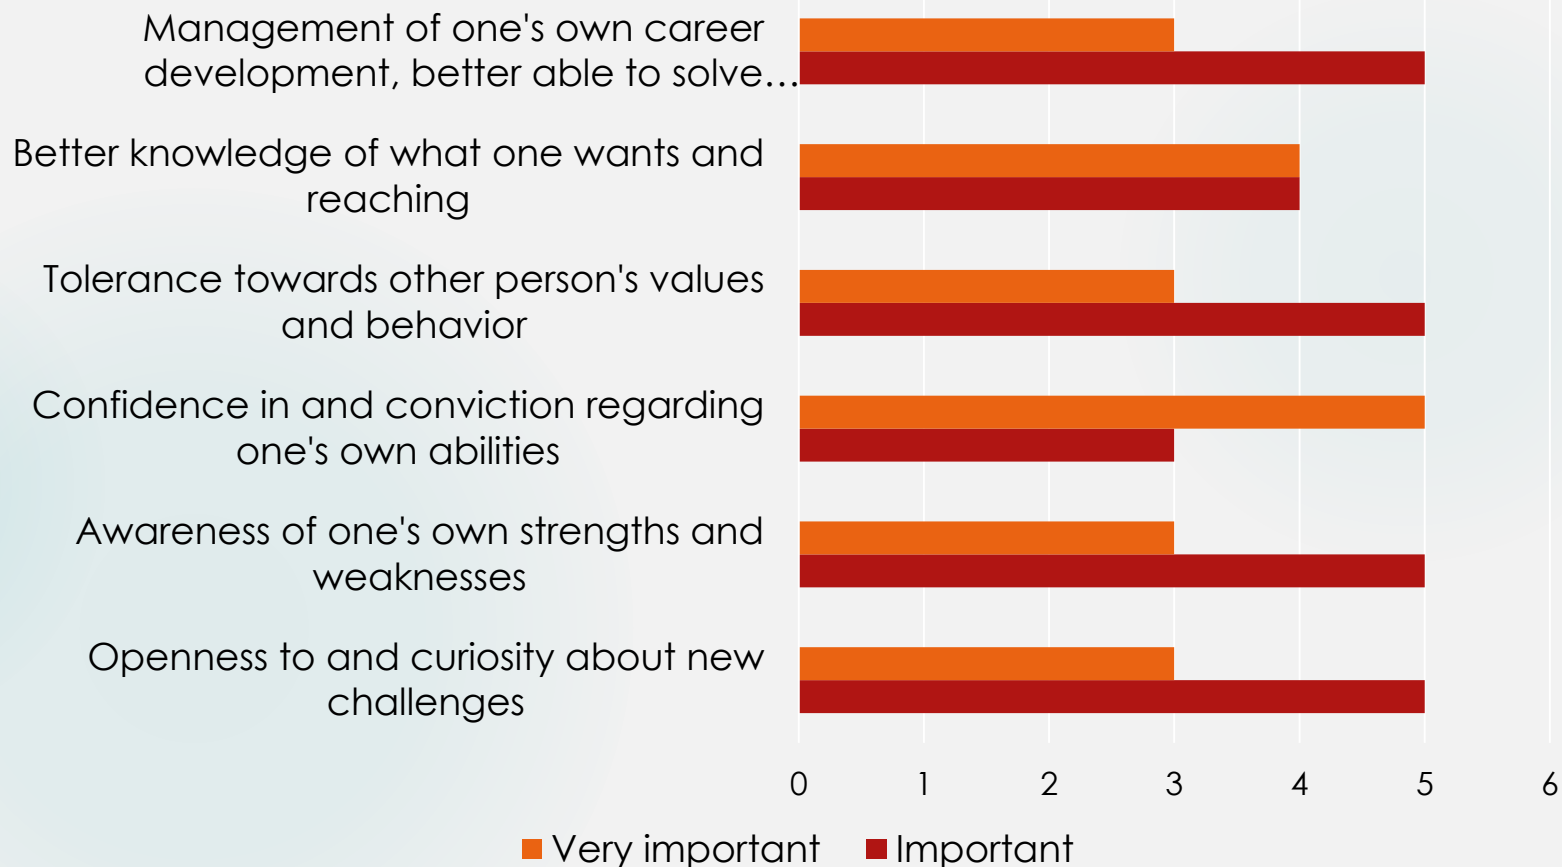 Management of one's own career
development, better able to solve…
Better knowledge of what one wants and
reaching
Tolerance towards other person's values
and behavior
Confidence in and conviction regarding
one's own abilities
Awareness of one's own strengths and
weaknesses
Openness to and curiosity about new
challenges
0 1 2 3 4 5 6
Very important Important